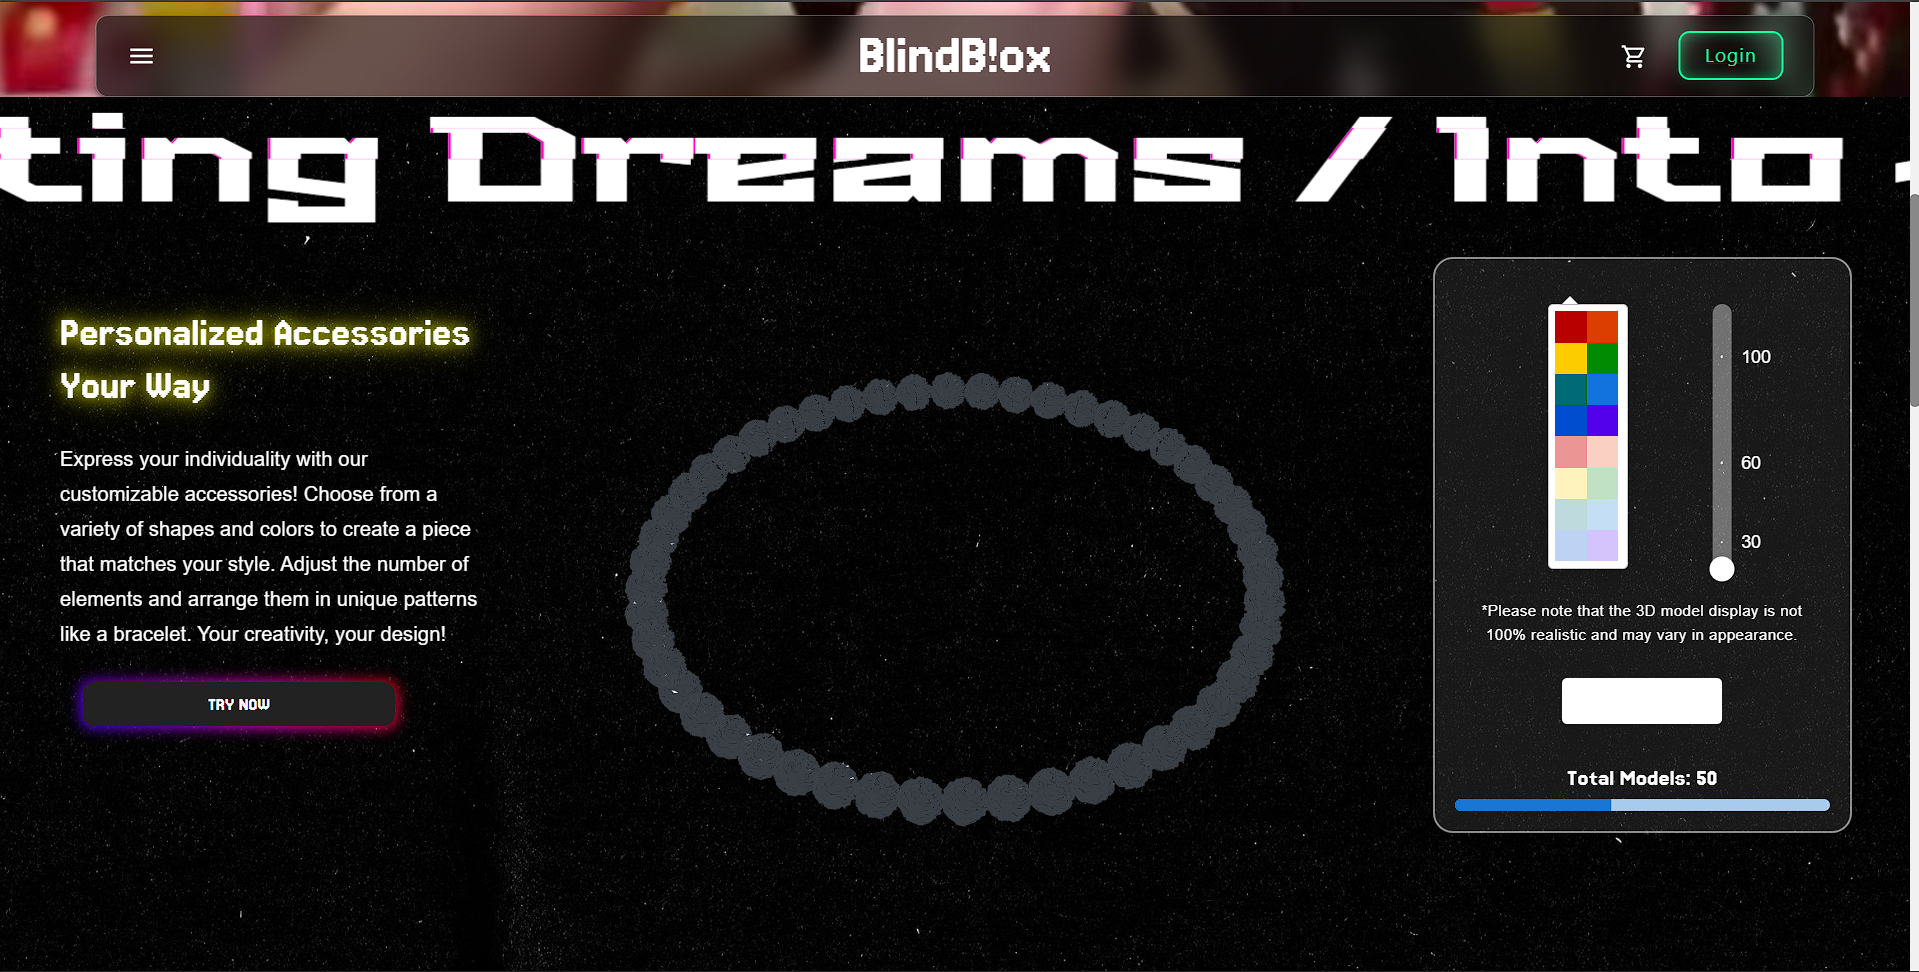 BlindB!ox
Login
ting Dreams / Into
Personalized Accessories
Your Way
Express your individuality with our
customizable accessories! Choose from a
variety of shapes and colors to create a piece
that matches your style. Adjust the number of
elements and arrange them in unique patterns
like a bracelet. Your creativity, your design!
TRY NOW
100
60
30
*Please note that the 3D model display is not
100% realistic and may vary in appearance.
Total Models: 50